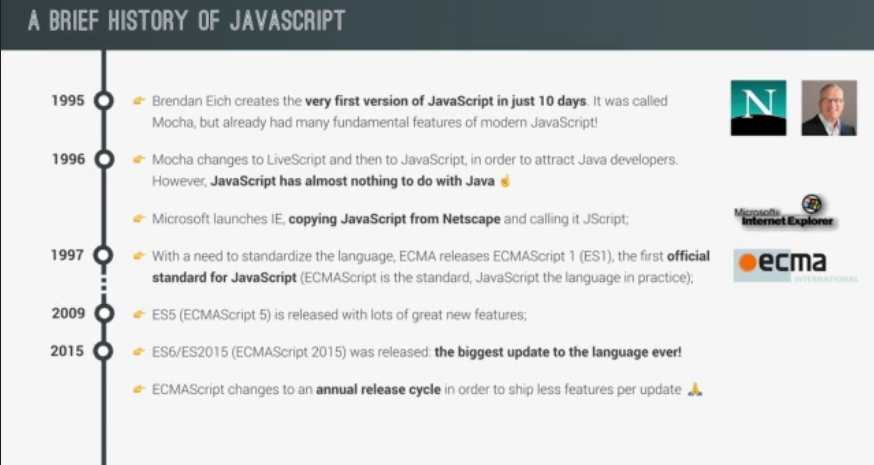 A BRIEF HISTORY OF JAVASCRIPT
1995
👉 Brendan Eich creates the very first version of JavaScript in just 10 days. It was called
Mocha, but already had many fundamental features of modern JavaScript!
N
1996
👉 Mocha changes to LiveScript and then to JavaScript, in order to attract Java developers.
However, JavaScript has almost nothing to do with Java ☝️
👉 Microsoft launches IE, copying JavaScript from Netscape and calling it JScript;
Microsoft
Internet Explorer
1997
👉 With a need to standardize the language, ECMA releases ECMAScript 1 (ES1), the first official
standard for JavaScript (ECMAScript is the standard, JavaScript the language in practice);
ecma
INTERNATIONAL
2009
👉 ES5 (ECMAScript 5) is released with lots of great new features;
2015
👉 ES6/ES2015 (ECMAScript 2015) was released: the biggest update to the language ever!
👉 ECMAScript changes to an annual release cycle in order to ship less features per update 🙏